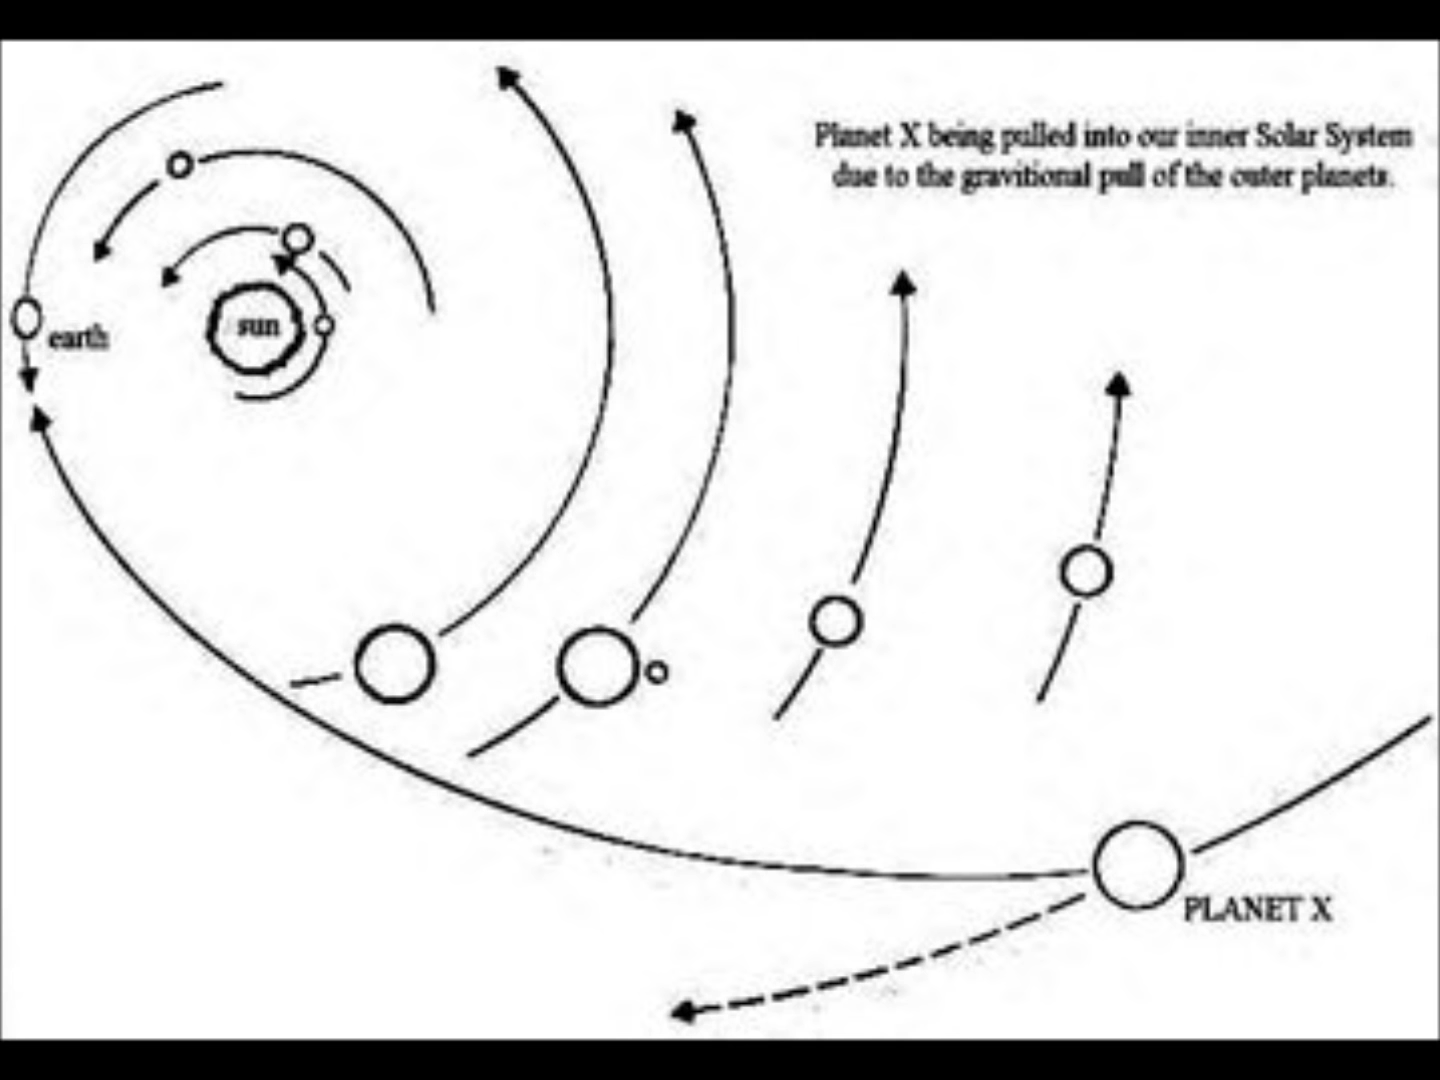 Planet X being pulled into our inner Solar System
due to the gravitional pull of the outer planets.
sun
earth
PLANET X